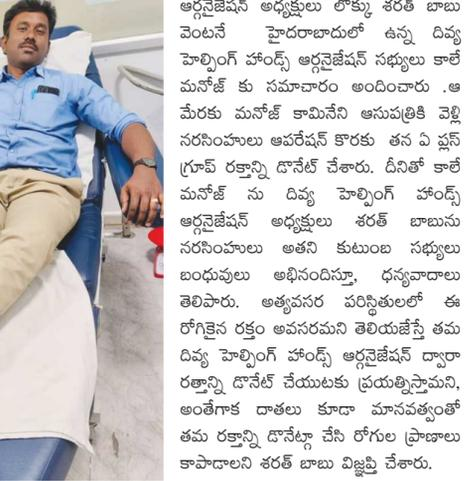 ఆర్గనైజేషన్ అధ్యక్షులు లొక్కు శరత్ బాబు
వెంటనే హైదరాబాదులో ఉన్న దివ్య
హెల్పింగ్ హాండ్స్ ఆర్గనైజేషన్ సభ్యులు కాలే
మనోజ్ కు సమాచారం అందించారు .ఆ
మేరకు మనోజ్ కామినేని ఆసుపత్రికి వెళ్లి
నరసింహులు ఆపరేషన్ కొరకు తన ఏ ప్లస్
గ్రూప్ రక్తాన్ని డొనేట్ చేశారు. దీనితో కాలే
మనోజ్ ను దివ్య హెల్పింగ్ హాండ్స్
ఆర్గనైజేషన్ అధ్యక్షులు శరత్ బాబును
నరసింహులు అతని కుటుంబ సభ్యులు
బంధువులు అభినందిస్తూ, ధన్యవాదాలు
తెలిపారు. అత్యవసర పరిస్థితులలో ఈ
రోగికైన రక్తం అవసరమని తెలియజేస్తే తమ
దివ్య హెల్పింగ్ హాండ్స్ ఆర్గనైజేషన్ ద్వారా
రత్తాన్ని డొనేట్ చేయుటకు ప్రయత్నిస్తామని,
అంతేగాక దాతలు కూడా మానవత్వంతో
తమ రక్తాన్ని డొనేట్గా చేసి రోగుల ప్రాణాలు
కాపాడాలని శరత్ బాబు విజ్ఞప్తి చేశారు.